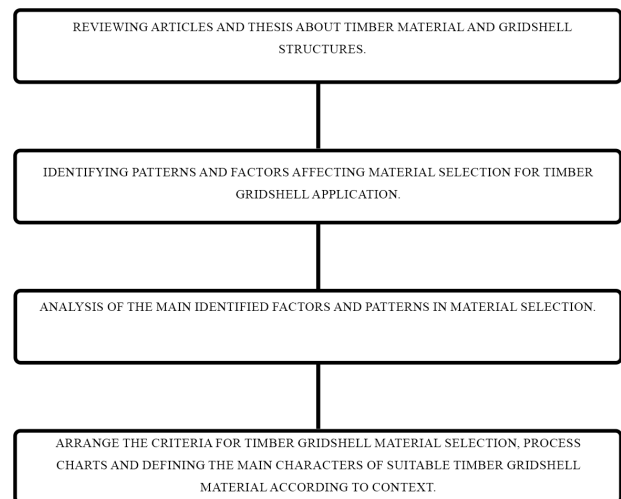 REVIEWING ARTICLES AND THESIS ABOUT TIMBER MATERIAL AND GRIDSHELL
STRUCTURES.
IDENTIFYING PATTERNS AND FACTORS AFFECTING MATERIAL SELECTION FOR TIMBER
GRIDSHELL APPLICATION.
ANALYSIS OF THE MAIN IDENTIFIED FACTORS AND PATTERNS IN MATERIAL SELECTION.
ARRANGE THE CRITERIA FOR TIMBER GRIDSHELL MATERIAL SELECTION, PROCESS
CHARTS AND DEFINING THE MAIN CHARACTERS OF SUITABLE TIMBER GRIDSHELL
MATERIAL ACCORDING TO CONTEXT.